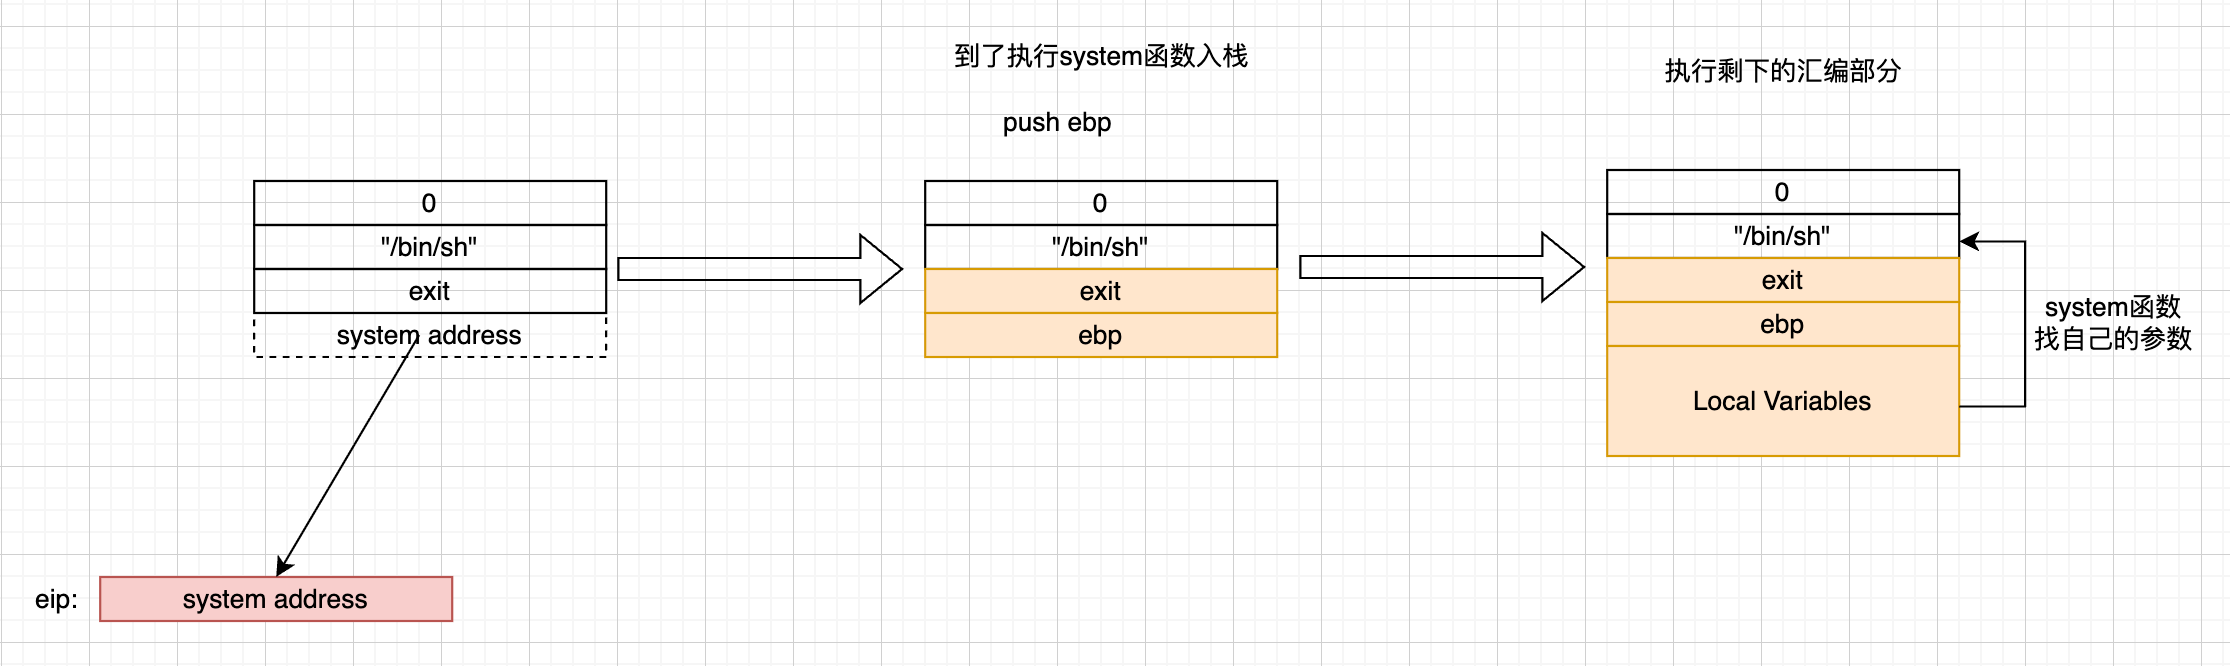 到了执行system函数入栈
执行剩下的汇编部分
push ebp
0
"/bin/sh"
exit
system address
0
"/bin/sh"
exit
ebp
0
"/bin/sh"
exit
ebp
Local Variables
system函数
找自己的参数
eip:
system address